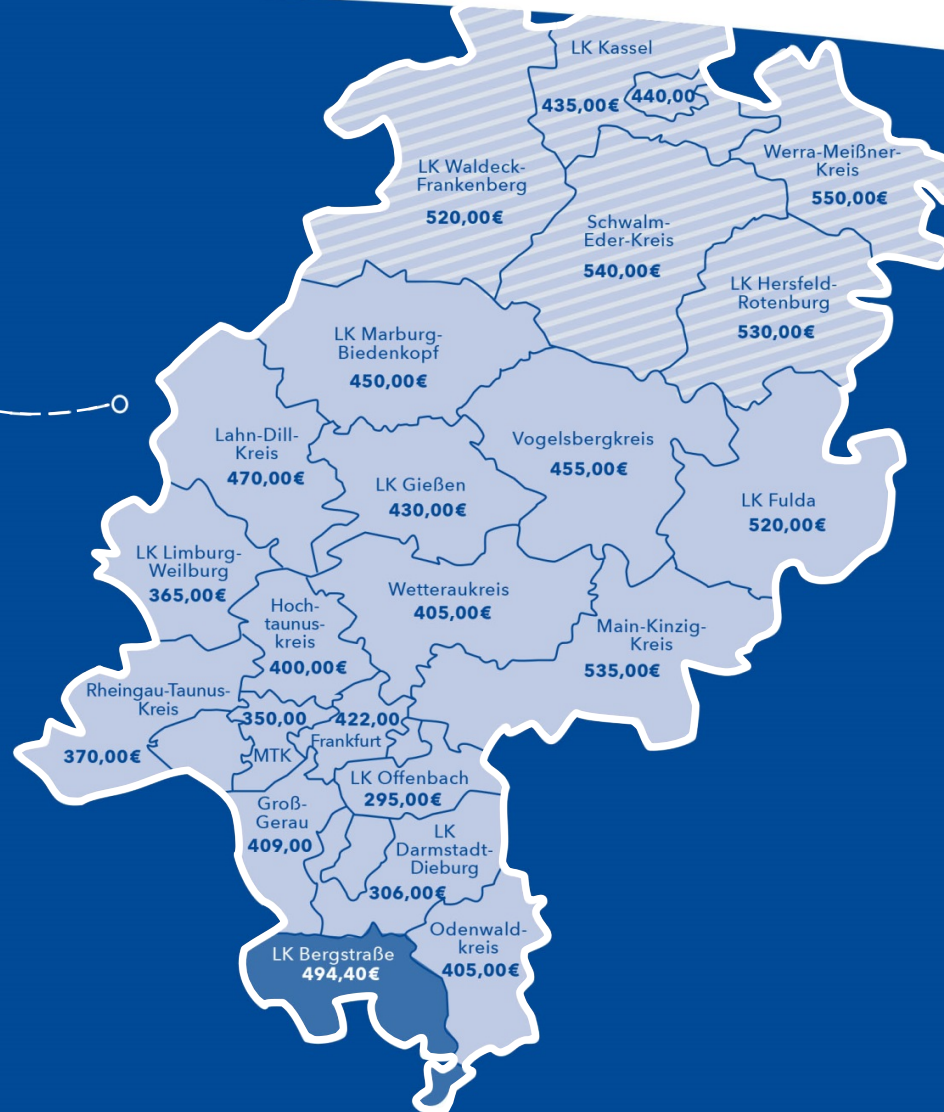 LK Kassel
435,00€
440,00
Werra-Meißner-
Kreis
550,00€
LK Waldeck-
Frankenberg
520,00€
Schwalm-
Eder-Kreis
540,00€
LK Hersfeld-
Rotenburg
530,00€
LK Marburg-
Biedenkopf
450,00€
Lahn-Dill-
Kreis
470,00€
LK Gießen
430,00€
Vogelsbergkreis
455,00€
LK Fulda
520,00€
LK Limburg-
Weilburg
365,00€
Hoch-
taunus-
kreis
400,00€
Wetteraukreis
405,00€
Main-Kinzig-
Kreis
535,00€
Rheingau-Taunus-
Kreis
370,00€
350,00
MTK
422,00
Frankfurt
LK Offenbach
295,00€
Groß-
Gerau
409,00
LK
Darmstadt-
Dieburg
306,00€
Odenwald-
kreis
405,00€
LK Bergstraße
494,40€